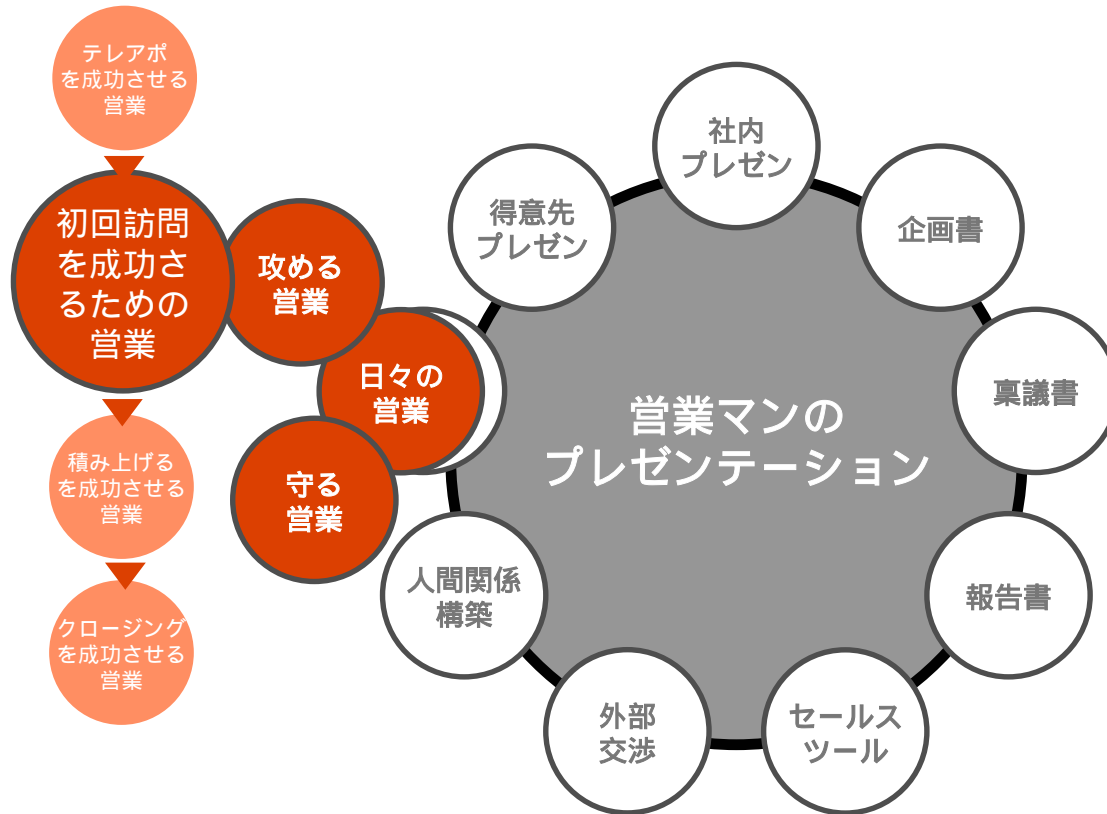 テレアポ
を成功させる
営業
初回訪問
を成功さ
るための
営業
積み上げる
を成功させる
営業
クロージング
を成功させる
営業
攻める
営業
日々の
営業
守る
営業
営業マンの
プレゼンテーション
社内
プレゼン
企画書
稟議書
報告書
セールス
ツール
外部
交渉
人間関係
構築
得意先
プレゼン